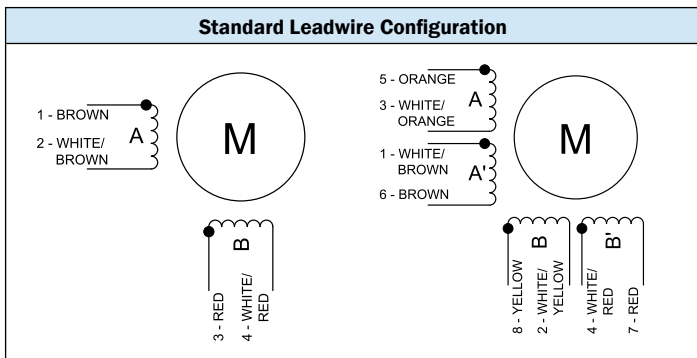 Standard Leadwire Configuration
1 - BROWN
2 - WHITE/
BROWN
A
M
B
3 - RED
4 - WHITE/
RED
5 - ORANGE
3 - WHITE/
ORANGE
A
1 - WHITE/
BROWN
6 - BROWN
A'
M
B
B'
8 - YELLOW
2 - WHITE/
YELLOW
4 - WHITE/
RED
7 - RED